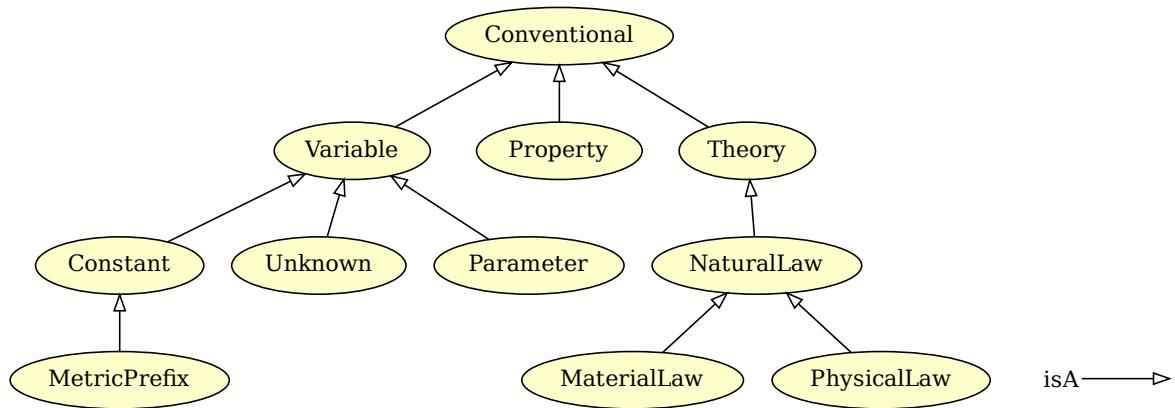 Conventional
Variable
Property
Theory
Constant
Unknown
Parameter
NaturalLaw
MetricPrefix
MaterialLaw
PhysicalLaw
isA